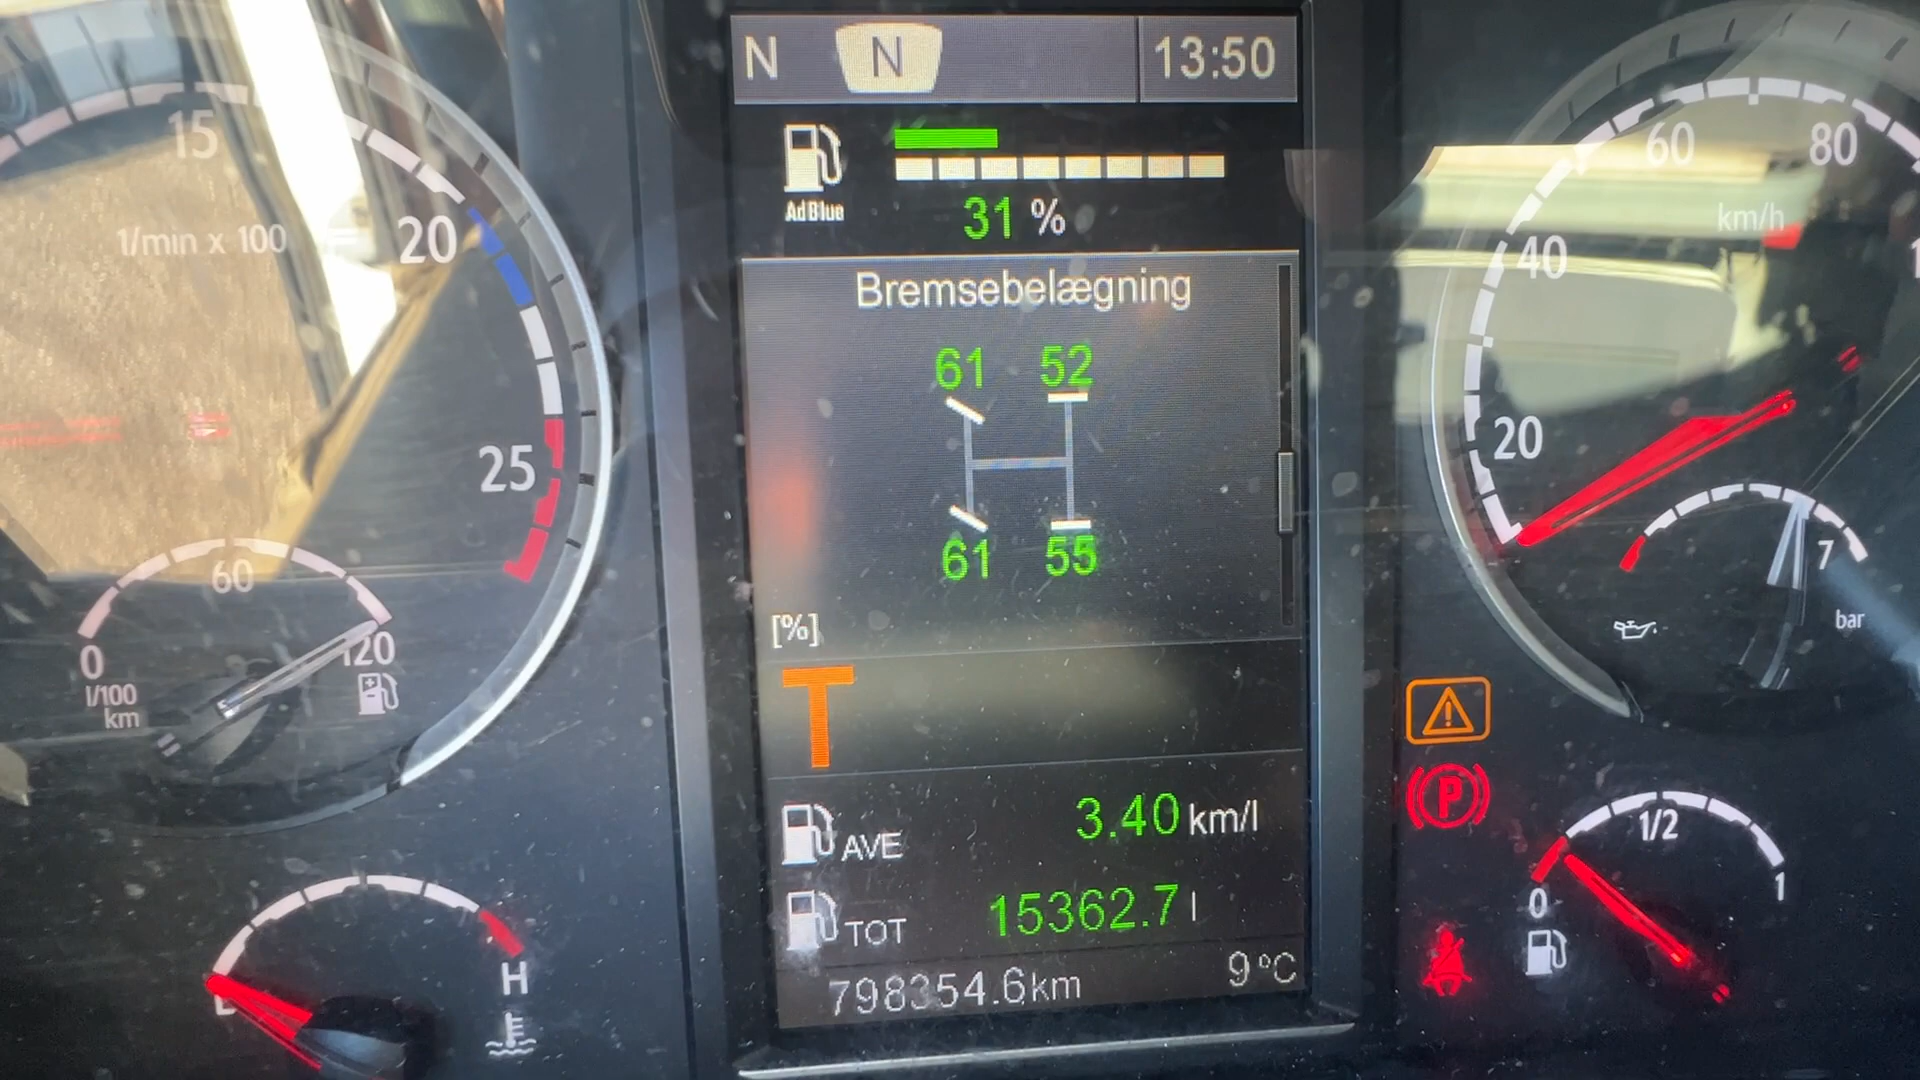 N N 13:50
AdBlue
31 %
Bremsebelægning
61 52
61 55
[%]
T
AVE 3.40 km/l
TOT 15362.7 l
798354.6km 9°C
15
1/min x 100
20
25
60
0 120
l/100
km
H
60 80
km/h
40
20
7
bar
P
1/2
0 1